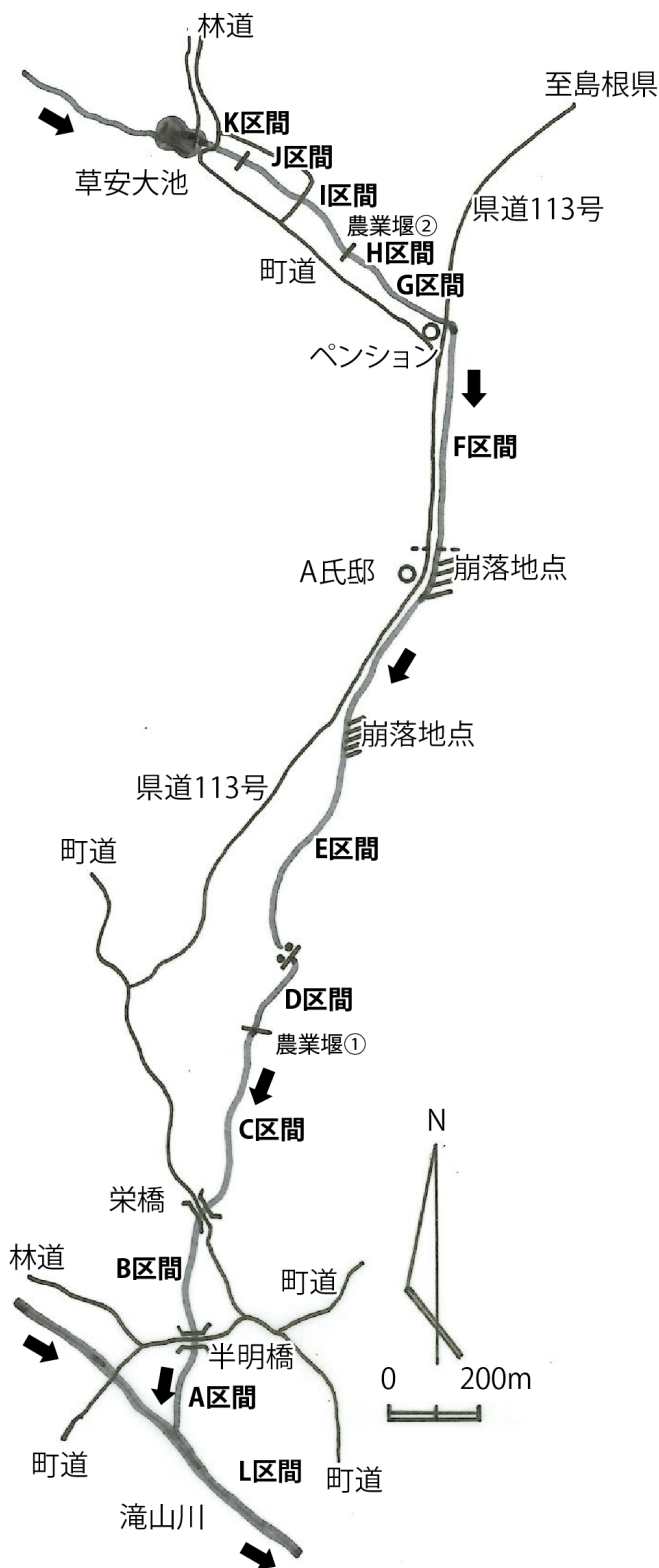 林道
至島根県
K区間
J区間
草安大池
I区間
県道113号
農業堰②
H区間
町道
G区間
ペンション
F区間
A氏邸
崩落地点
崩落地点
県道113号
町道
E区間
D区間
農業堰①
C区間
N
栄橋
林道
B区間
町道
半明橋
0 200m
A区間
町道
L区間
町道
滝山川